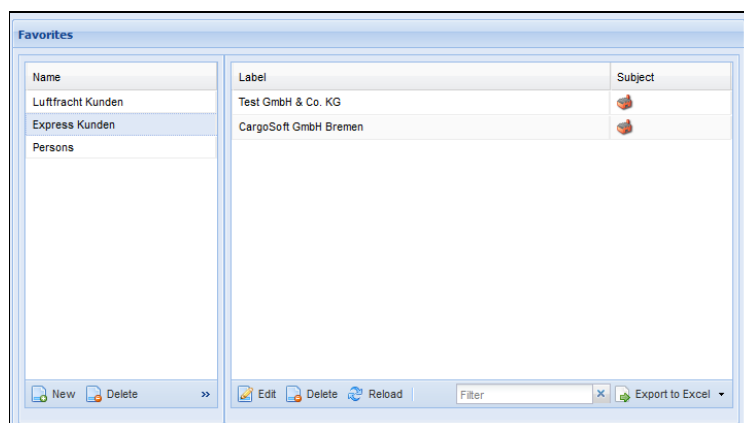 Favorites
Name
Luftfracht Kunden
Express Kunden
Persons
New Delete »
Label Subject
Test GmbH & Co. KG
CargoSoft GmbH Bremen
Edit Delete Reload Filter Export to Excel